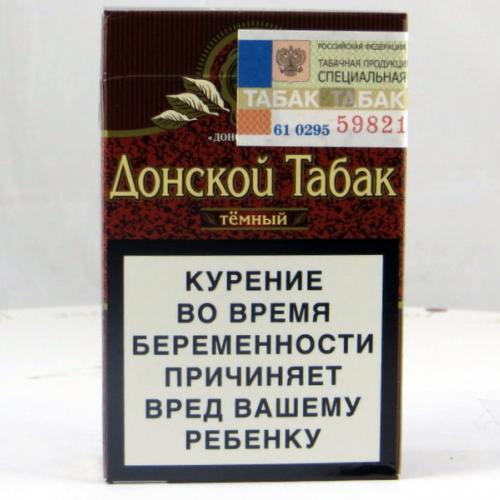 РОССИЙСКАЯ ФЕДЕРАЦИЯ
ТАБАЧНАЯ ПРОДУКЦИ
СПЕЦИАЛЬНАЯ
ТАБАК ТАБАК
61 0295 59821
Донской Табак
тёмный
КУРЕНИЕ
ВО ВРЕМЯ
БЕРЕМЕННОСТИ
ПРИЧИНЯЕТ
ВРЕД ВАШЕМУ
РЕБЕНКУ